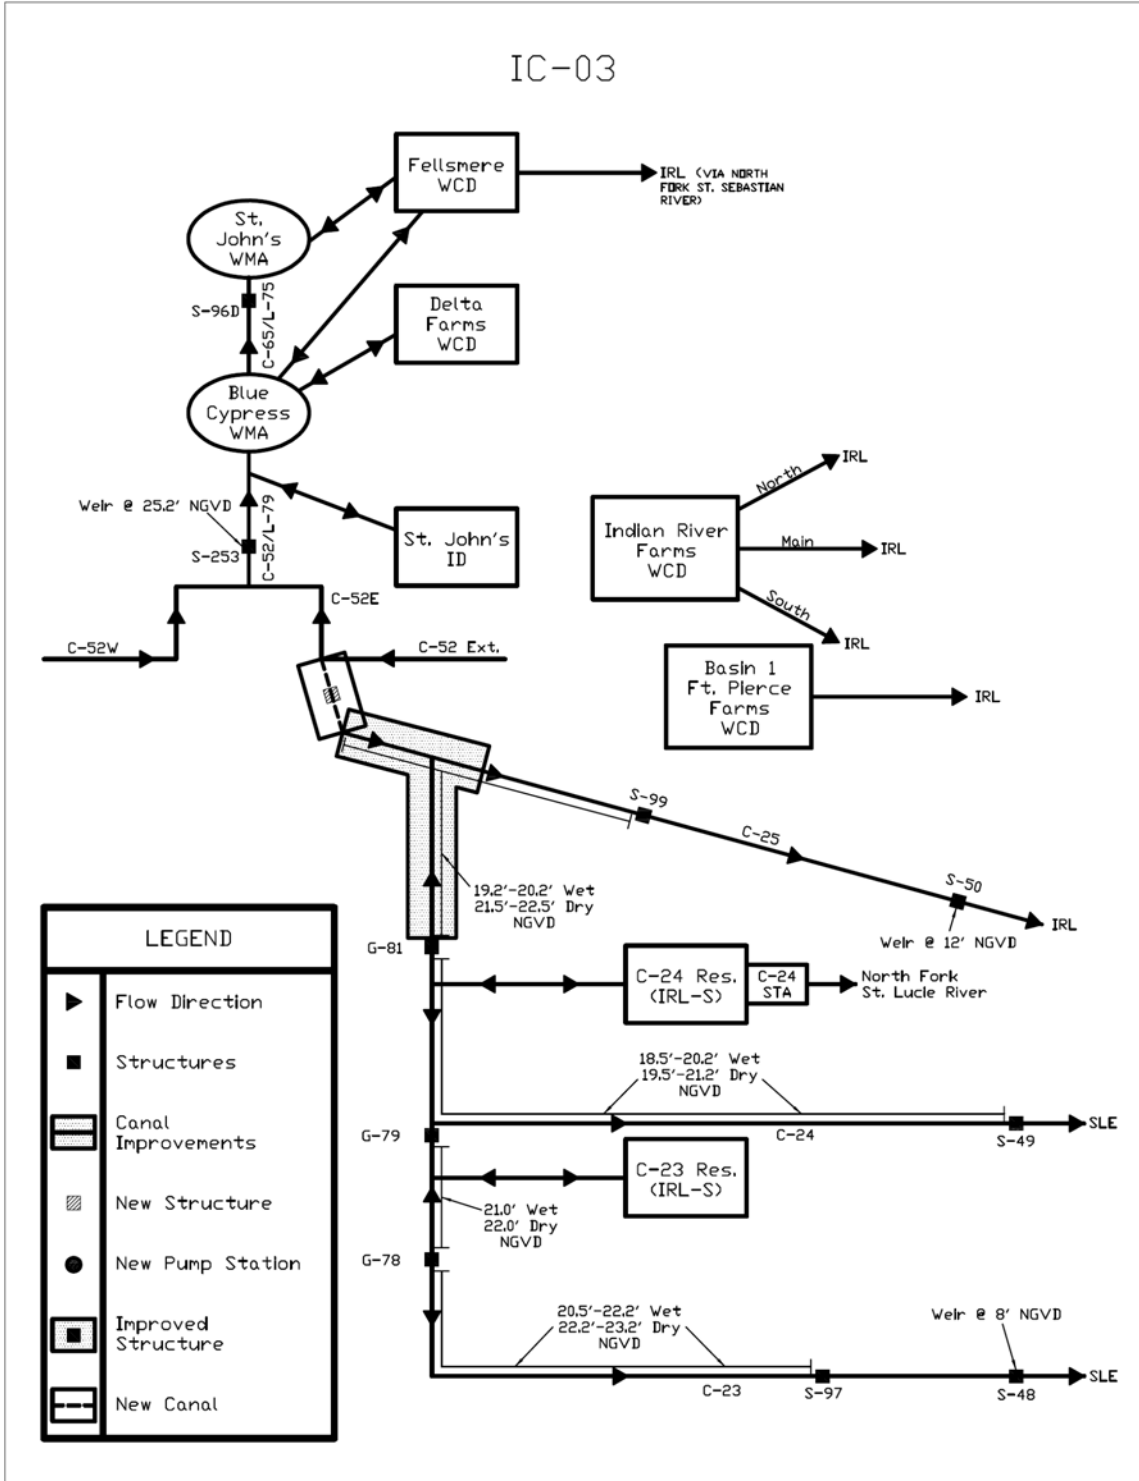 IC-03
Fellsmere
WCD
IRL (VIA NORTH
FORK ST. SEBASTIAN
RIVER)
St.
John's
WMA
S-96D
C-65/L-75
Delta
Farms
WCD
Blue
Cypress
WMA
Weir @ 25.2' NGVD
S-253
C-52/L-79
St. John's
ID
C-52E
C-52W
C-52 Ext.
Indian River
Farms
WCD
North
IRL
Main
IRL
South
IRL
Basin 1
Ft. Pierce
Farms
WCD
IRL
S-99
C-25
S-50
IRL
Weir @ 12' NGVD
19.2'-20.2' Wet
21.5'-22.5' Dry
NGVD
G-81
C-24 Res.
(IRL-S)
C-24
STA
North Fork
St. Lucie River
18.5'-20.2' Wet
19.5'-21.2' Dry
NGVD
G-79
C-24
S-49
SLE
C-23 Res.
(IRL-S)
21.0' Wet
22.0' Dry
NGVD
G-78
20.5'-22.2' Wet
22.2'-23.2' Dry
NGVD
Weir @ 8' NGVD
C-23
S-97
S-48
SLE
LEGEND
Flow Direction
Structures
Canal
Improvements
New Structure
New Pump Station
Improved
Structure
New Canal